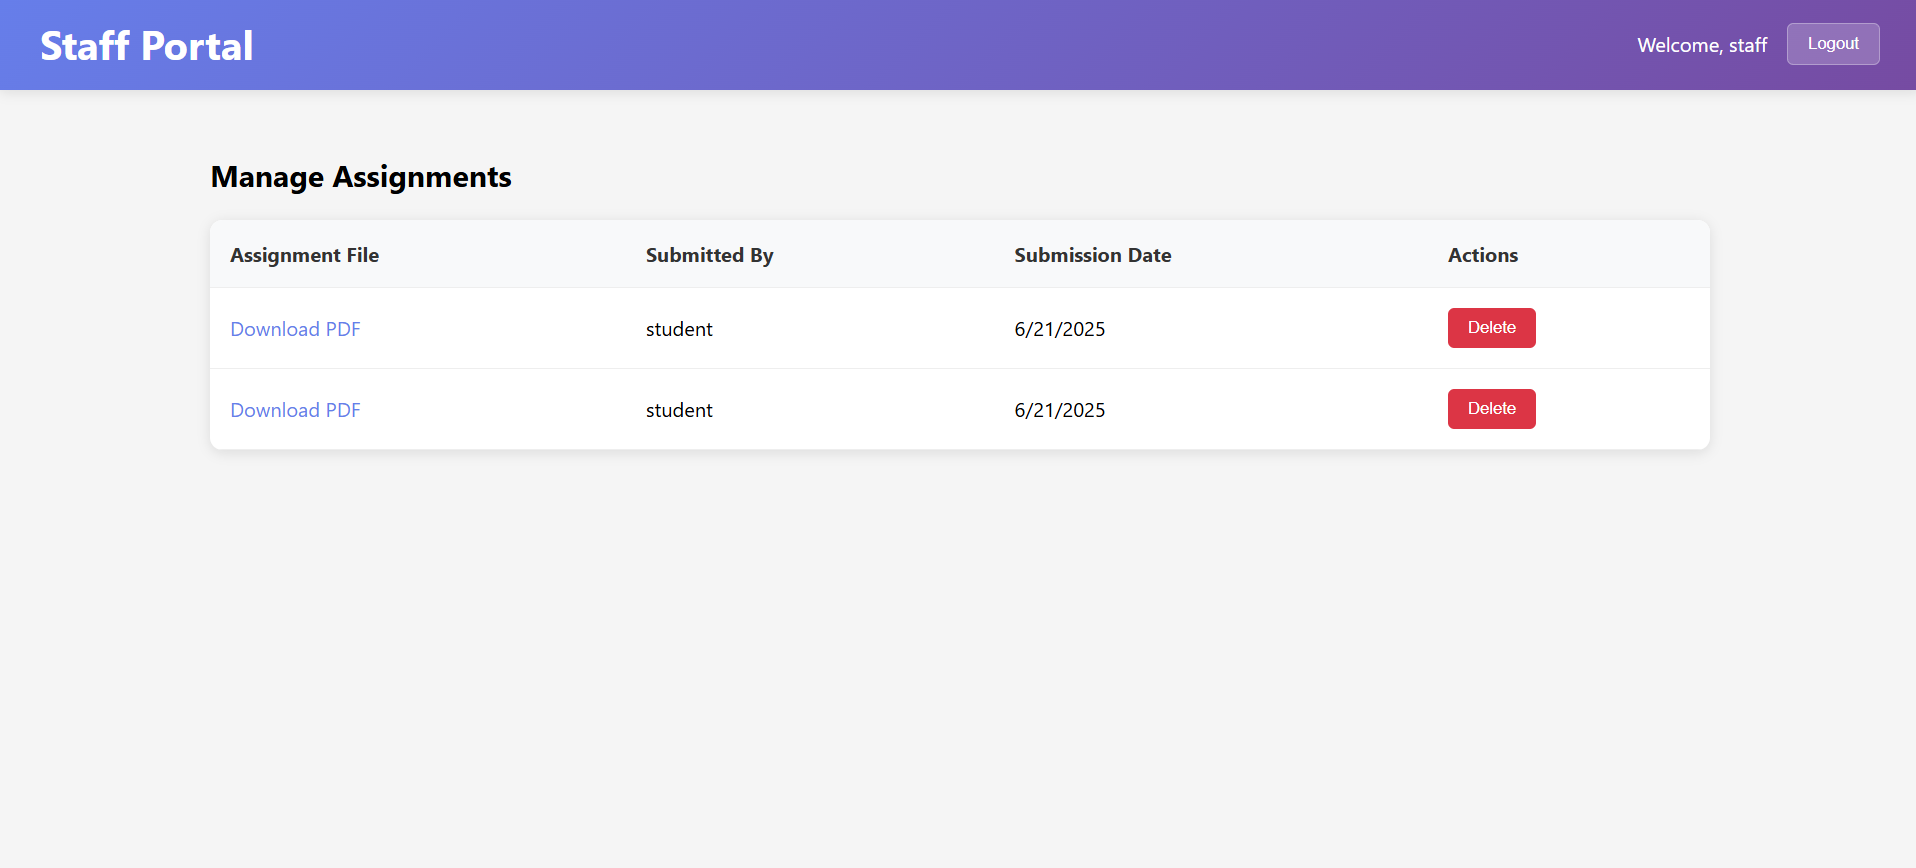 Staff Portal
Welcome, staff
Logout
Manage Assignments
Assignment File Submitted By Submission Date Actions
Download PDF student 6/21/2025 Delete
Download PDF student 6/21/2025 Delete